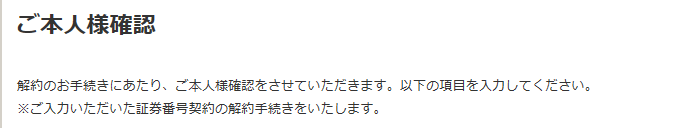 ご本人様確認
解約のお手続きにあたり、ご本人様確認をさせていただきます。以下の項目を入力してください。
※ご入力いただいた証券番号契約の解約手続きをいたします。